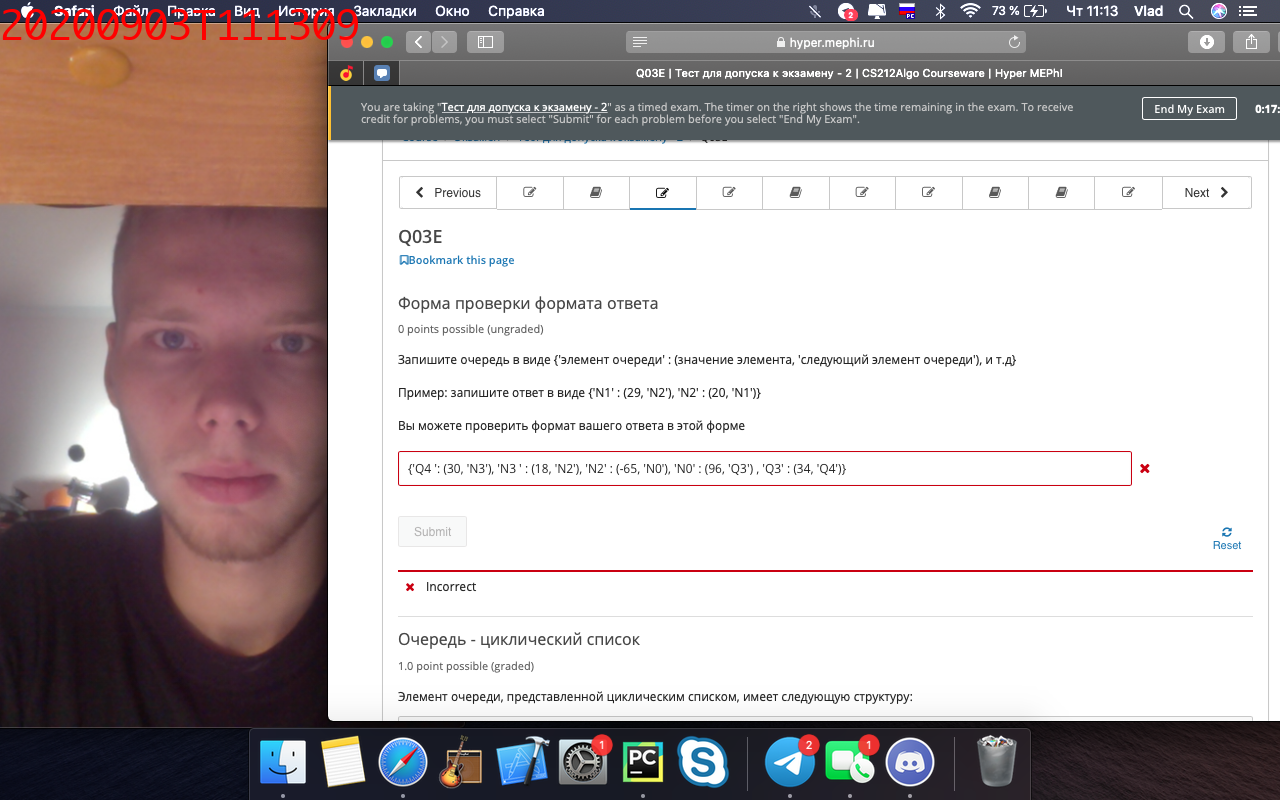 Safari Файл Правка Вид История Закладки Окно Справка 2 РС 73 % Чт 11:13 Vlad
20200903T111309
hyper.mephi.ru
Q03E | Тест для допуска к экзамену - 2 | CS212Algo Courseware | Hyper MEPhI
You are taking "Тест для допуска к экзамену - 2" as a timed exam. The timer on the right shows the time remaining in the exam. To receive
credit for problems, you must select "Submit" for each problem before you select "End My Exam".
End My Exam
0:17:
Previous
Next
Q03E
Bookmark this page
Форма проверки формата ответа
0 points possible (ungraded)
Запишите очередь в виде {'элемент очереди' : (значение элемента, 'следующий элемент очереди'), и т.д}
Пример: запишите ответ в виде {'N1' : (29, 'N2'), 'N2' : (20, 'N1')}
Вы можете проверить формат вашего ответа в этой форме
{'Q4 ': (30, 'N3'), 'N3 ' : (18, 'N2'), 'N2' : (-65, 'N0'), 'N0' : (96, 'Q3') , 'Q3' : (34, 'Q4')}
Submit
Reset
Incorrect
Очередь - циклический список
1.0 point possible (graded)
Элемент очереди, представленной циклическим списком, имеет следующую структуру:
1 PC 2 1